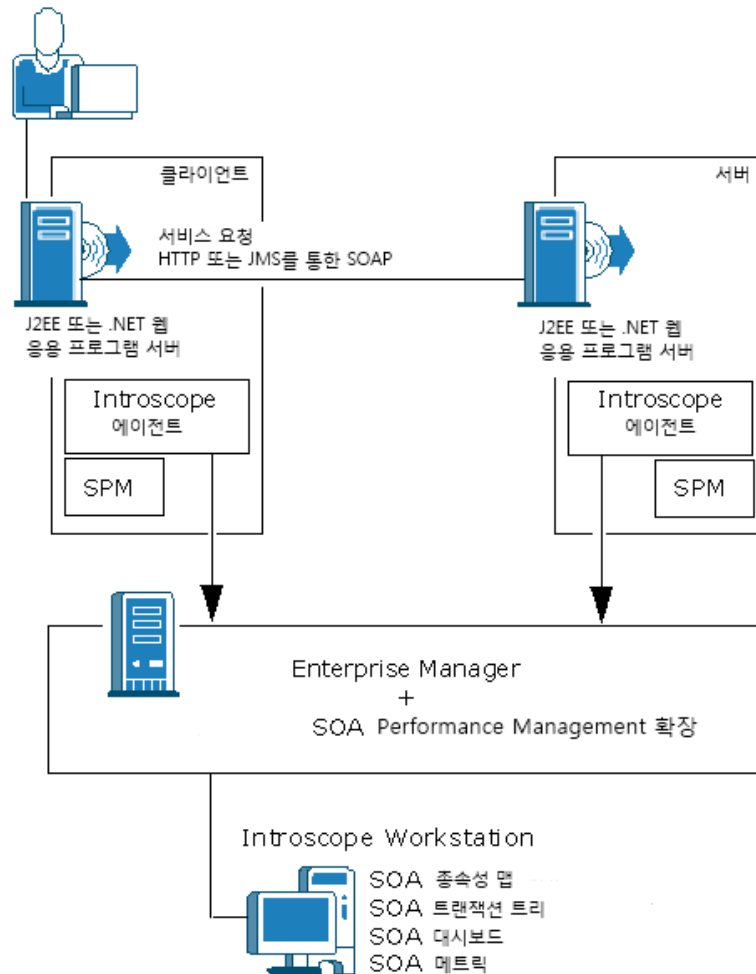 클라이언트
서버
서비스 요청
HTTP 또는 JMS를 통한 SOAP
J2EE 또는 .NET 웹
응용 프로그램 서버
J2EE 또는 .NET 웹
응용 프로그램 서버
Introscope
에이전트
SPM
Introscope
에이전트
SPM
Enterprise Manager
+
SOA Performance Management 확장
Introscope Workstation
SOA 종속성 맵
SOA 트랜잭션 트리
SOA 대시보드
SOA 메트릭